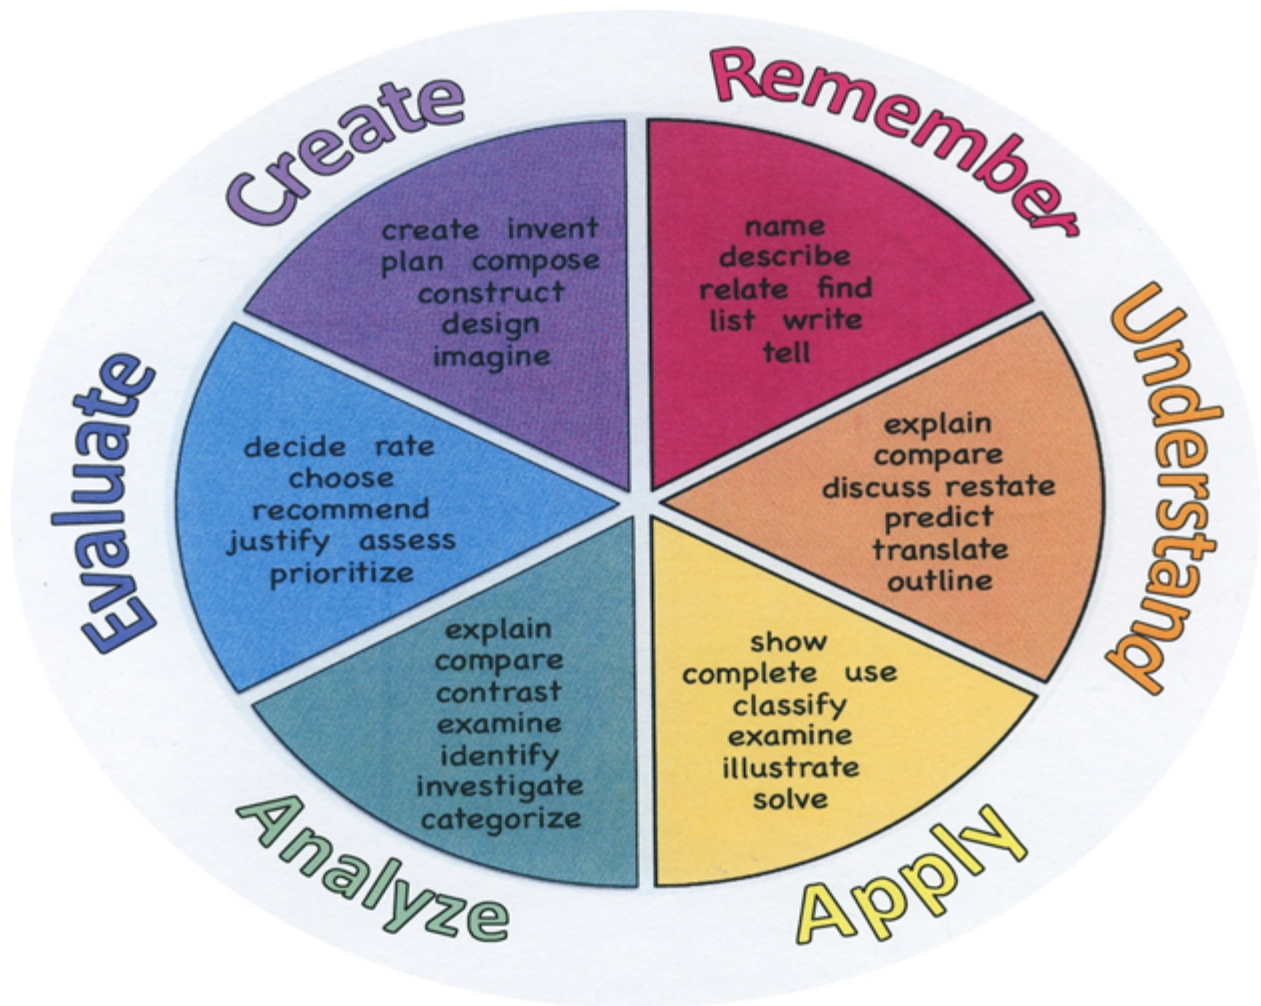 Remember
name
describe
relate find
list write
tell
Understand
explain
compare
discuss restate
predict
translate
outline
Apply
show
complete use
classify
examine
illustrate
solve
Analyze
explain
compare
contrast
examine
identify
investigate
categorize
Evaluate
decide rate
choose
recommend
justify assess
prioritize
Create
create invent
plan compose
construct
design
imagine